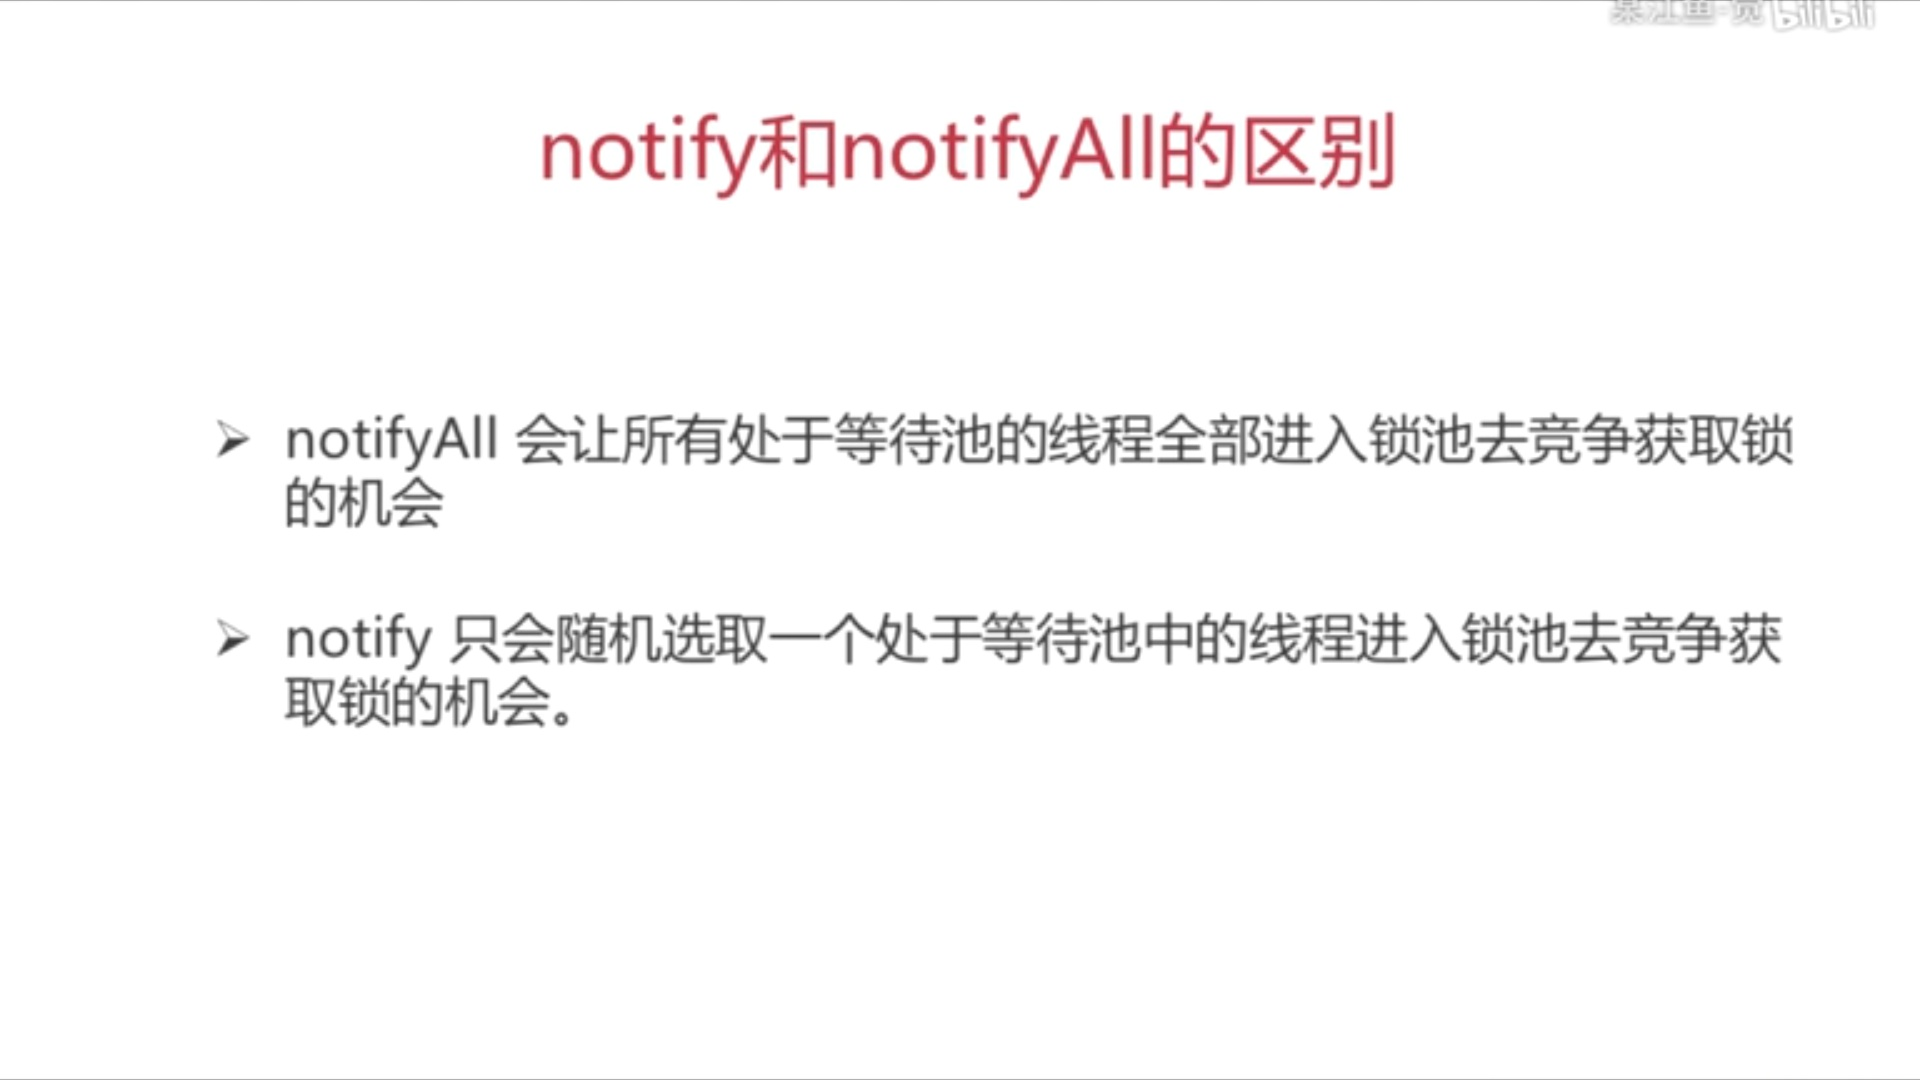 bilibili
notify和notifyAll的区别
notifyAll 会让所有处于等待池的线程全部进入锁池去竞争获取锁
的机会
notify 只会随机选取一个处于等待池中的线程进入锁池去竞争获
取锁的机会。